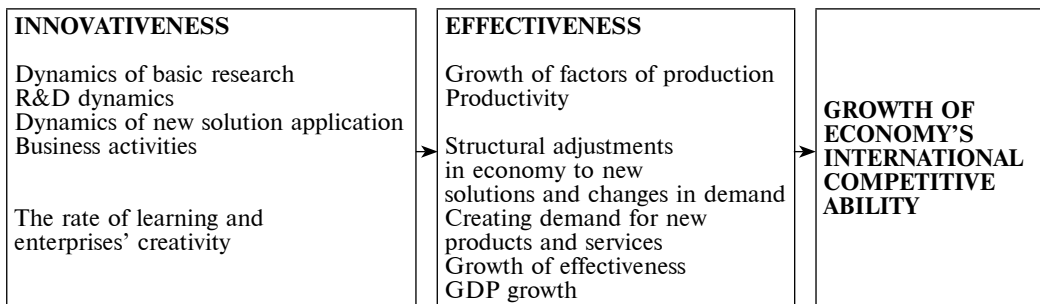 INNOVATIVENESS
Dynamics of basic research
R&D dynamics
Dynamics of new solution application
Business activities
The rate of learning and
enterprises’ creativity
EFFECTIVENESS
Growth of factors of production
Productivity
Structural adjustments
in economy to new
solutions and changes in demand
Creating demand for new
products and services
Growth of effectiveness
GDP growth
GROWTH OF
ECONOMY’S
INTERNATIONAL
COMPETITIVE
ABILITY